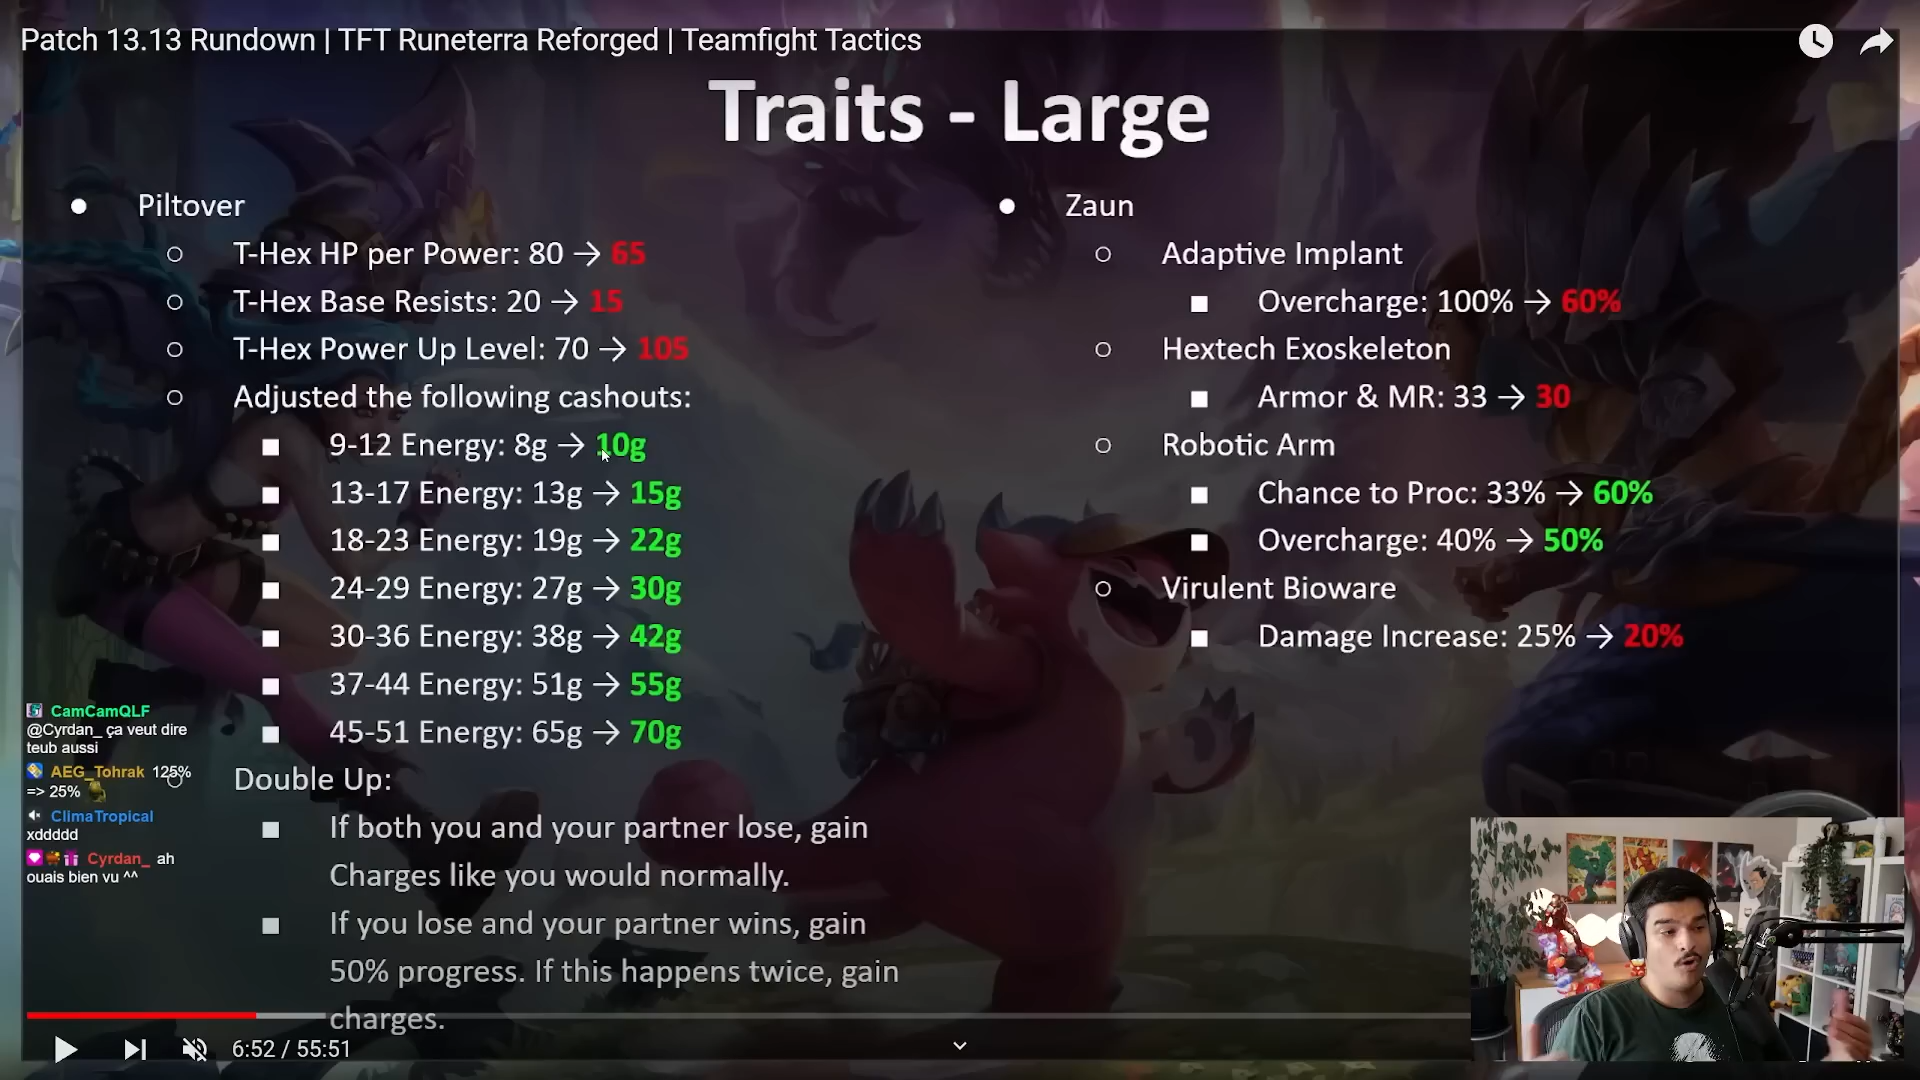 Patch 13.13 Rundown | TFT Runeterra Reforged | Teamfight Tactics
Traits - Large
Piltover
T-Hex HP per Power: 80 → 65
T-Hex Base Resists: 20 → 15
T-Hex Power Up Level: 70 → 105
Adjusted the following cashouts:
9-12 Energy: 8g → 10g
13-17 Energy: 13g → 15g
18-23 Energy: 19g → 22g
24-29 Energy: 27g → 30g
30-36 Energy: 38g → 42g
37-44 Energy: 51g → 55g
45-51 Energy: 65g → 70g
Double Up:
If both you and your partner lose, gain
Charges like you would normally.
If you lose and your partner wins, gain
50% progress. If this happens twice, gain
charges.
Zaun
Adaptive Implant
Overcharge: 100% → 60%
Hextech Exoskeleton
Armor & MR: 33 → 30
Robotic Arm
Chance to Proc: 33% → 60%
Overcharge: 40% → 50%
Virulent Bioware
Damage Increase: 25% → 20%
CamCamQLF
@Cyrdan_ ça veut dire
teub aussi
AEG_Tohrak 125%
=> 25%
ClimaTropical
xddddd
Cyrdan_ ah
ouais bien vu ^^
6:52 / 55:51